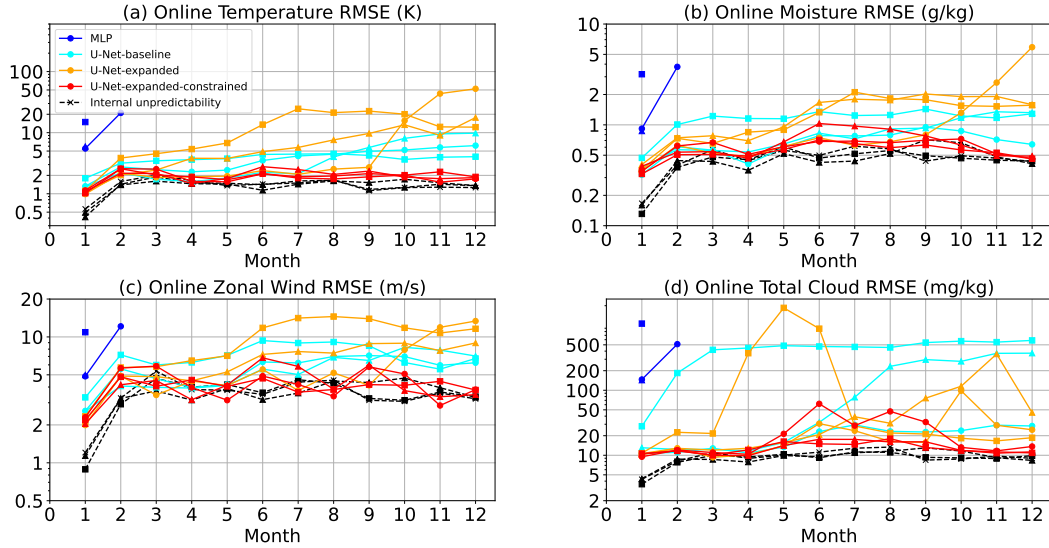 (a) Online Temperature RMSE (K)
100
50
20
10
5
2
1
0.5
0 1 2 3 4 5 6 7 8 9 10 11 12
Month
MLP
U-Net-baseline
U-Net-expanded
U-Net-expanded-constrained
Internal unpredictability
(b) Online Moisture RMSE (g/kg)
10
5
2
1
0.5
0.2
0.1
0 1 2 3 4 5 6 7 8 9 10 11 12
Month
(c) Online Zonal Wind RMSE (m/s)
20
10
5
2
1
0.5
0 1 2 3 4 5 6 7 8 9 10 11 12
Month
(d) Online Total Cloud RMSE (mg/kg)
500
200
100
50
20
10
5
2
0 1 2 3 4 5 6 7 8 9 10 11 12
Month